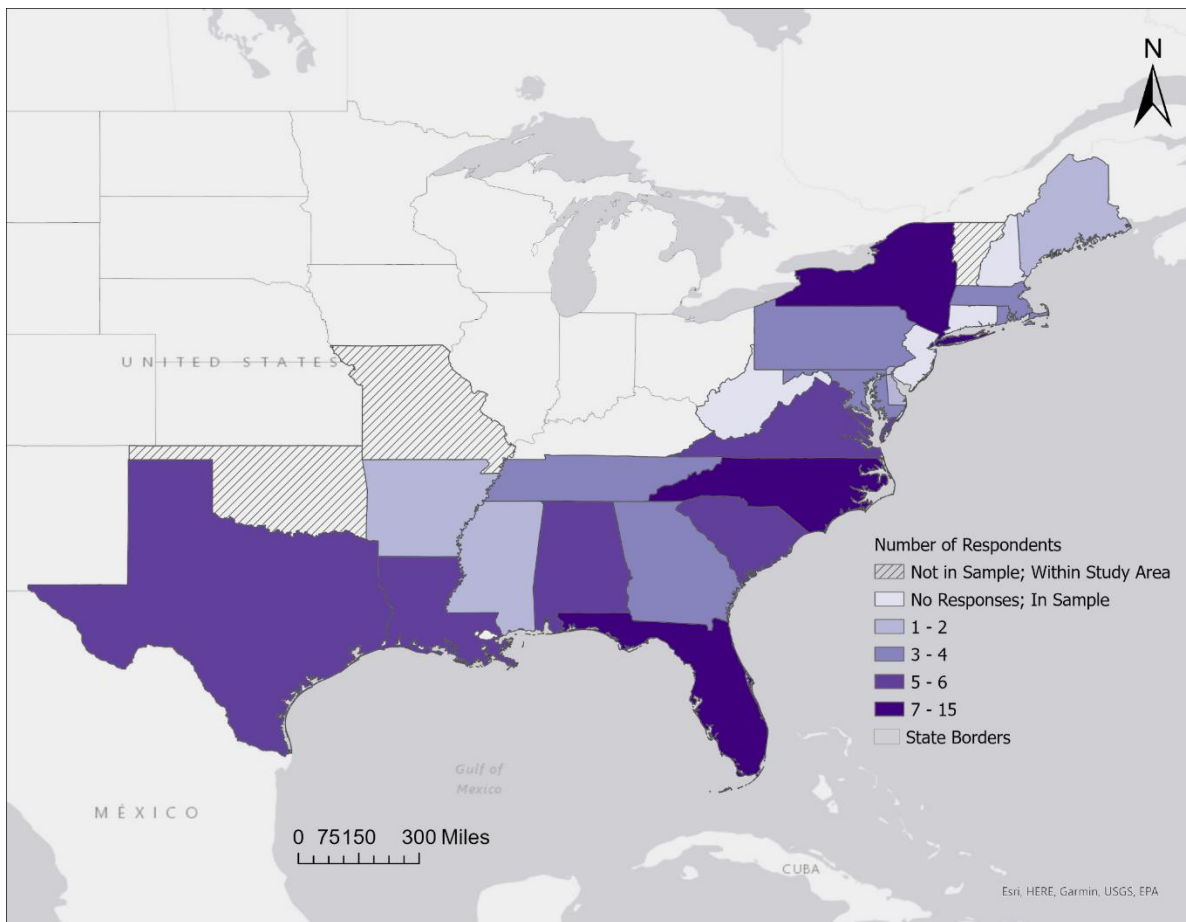 N
UNITED STATES
Number of Respondents
Not in Sample; Within Study Area
No Responses; In Sample
1 - 2
3 - 4
5 - 6
7 - 15
State Borders
Gulf of
Mexico
MÉXICO
0 75 150 300 Miles
CUBA
Esri, HERE, Garmin, USGS, EPA